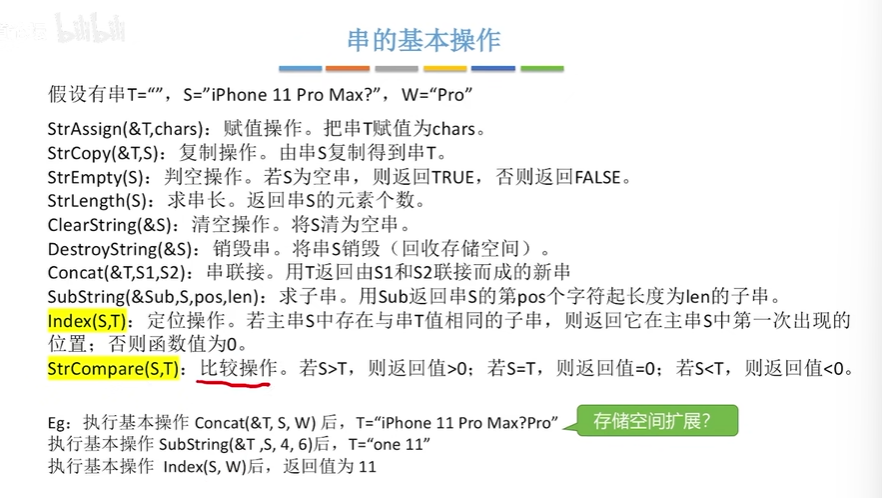 bilibili
串的基本操作
假设有串T=“”，S=”iPhone 11 Pro Max?”，W=“Pro”
StrAssign(&T,chars)：赋值操作。把串T赋值为chars。
StrCopy(&T,S)：复制操作。由串S复制得到串T。
StrEmpty(S)：判空操作。若S为空串，则返回TRUE，否则返回FALSE。
StrLength(S)：求串长。返回串S的元素个数。
ClearString(&S)：清空操作。将S清为空串。
DestroyString(&S)：销毁串。将串S销毁（回收存储空间）。
Concat(&T,S1,S2)：串联接。用T返回由S1和S2联接而成的新串
SubString(&Sub,S,pos,len)：求子串。用Sub返回串S的第pos个字符起长度为len的子串。
Index(S,T)：定位操作。若主串S中存在与串T值相同的子串，则返回它在主串S中第一次出现的
位置；否则函数值为0。
StrCompare(S,T)：比较操作。若S>T，则返回值>0；若S=T，则返回值=0；若S<T，则返回值<0。
Eg：执行基本操作 Concat(&T, S, W) 后，T=“iPhone 11 Pro Max?Pro”
存储空间扩展？
执行基本操作 SubString(&T ,S, 4, 6)后，T=“one 11”
执行基本操作 Index(S, W)后，返回值为 11